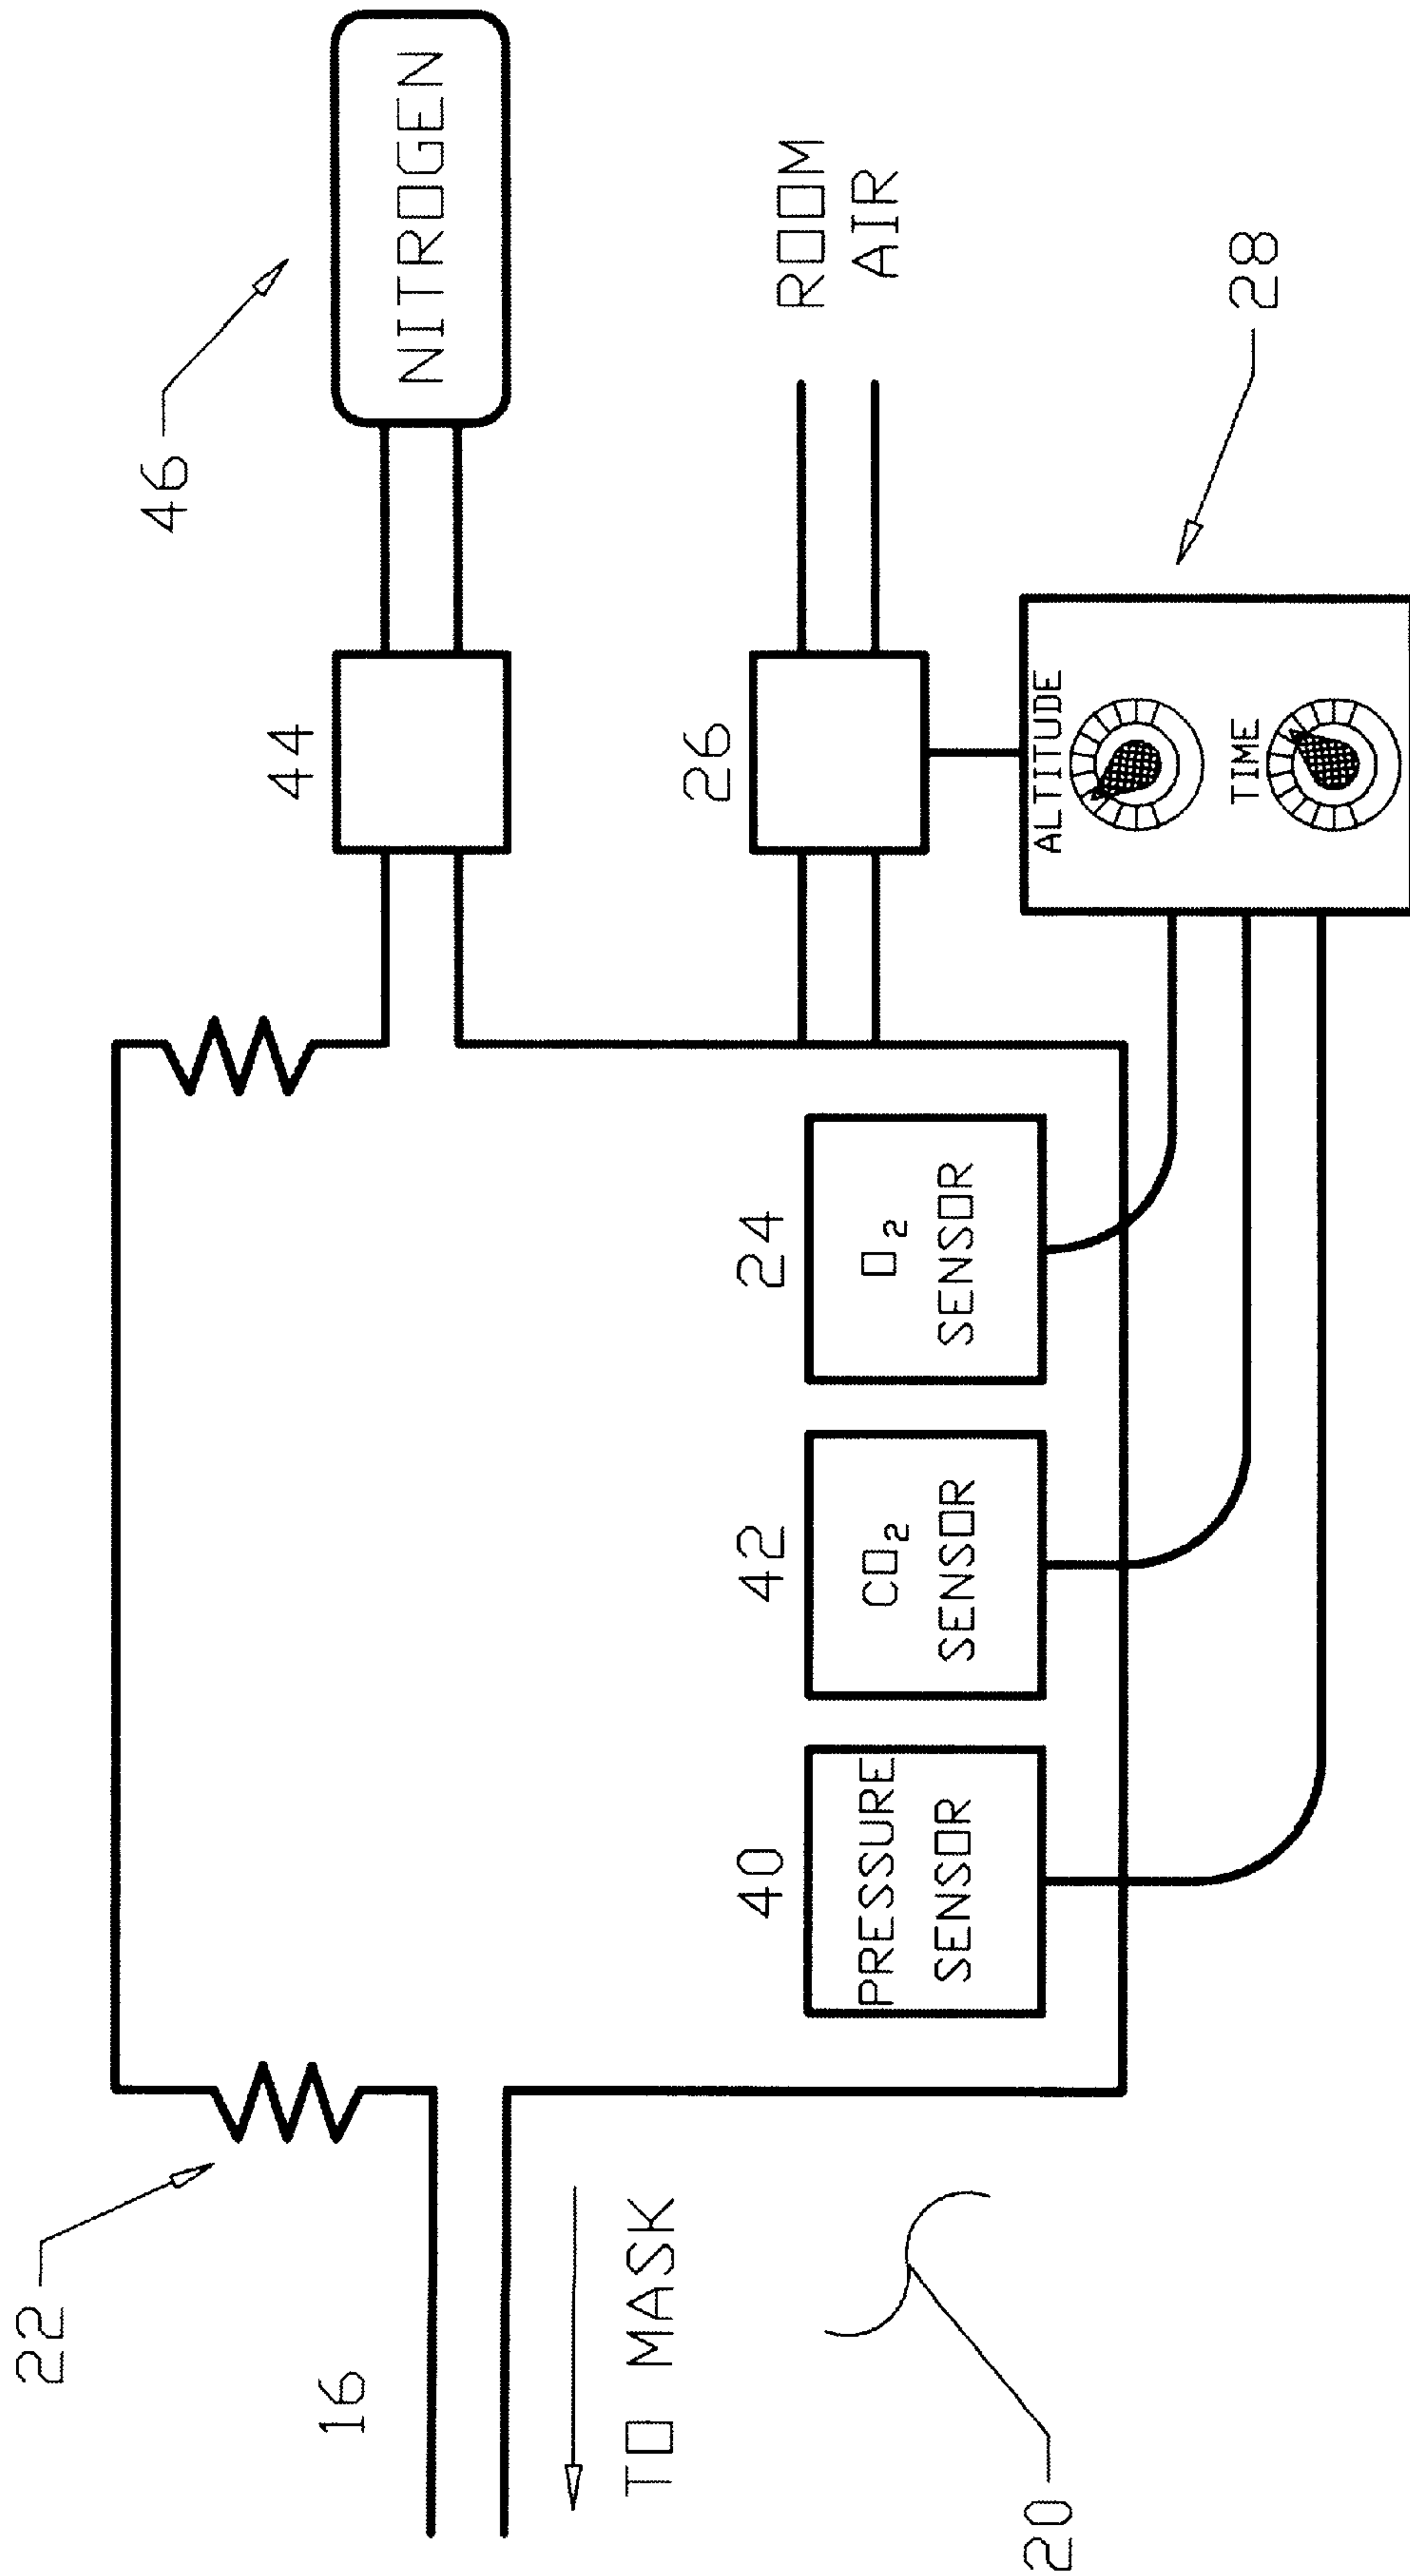 46
NITROGEN
44
ROOM
AIR
26
28
ALTITUDE
TIME
22
16
TO MASK
20
40
PRESSURE
SENSOR
42
CO₂
SENSOR
24
O₂
SENSOR